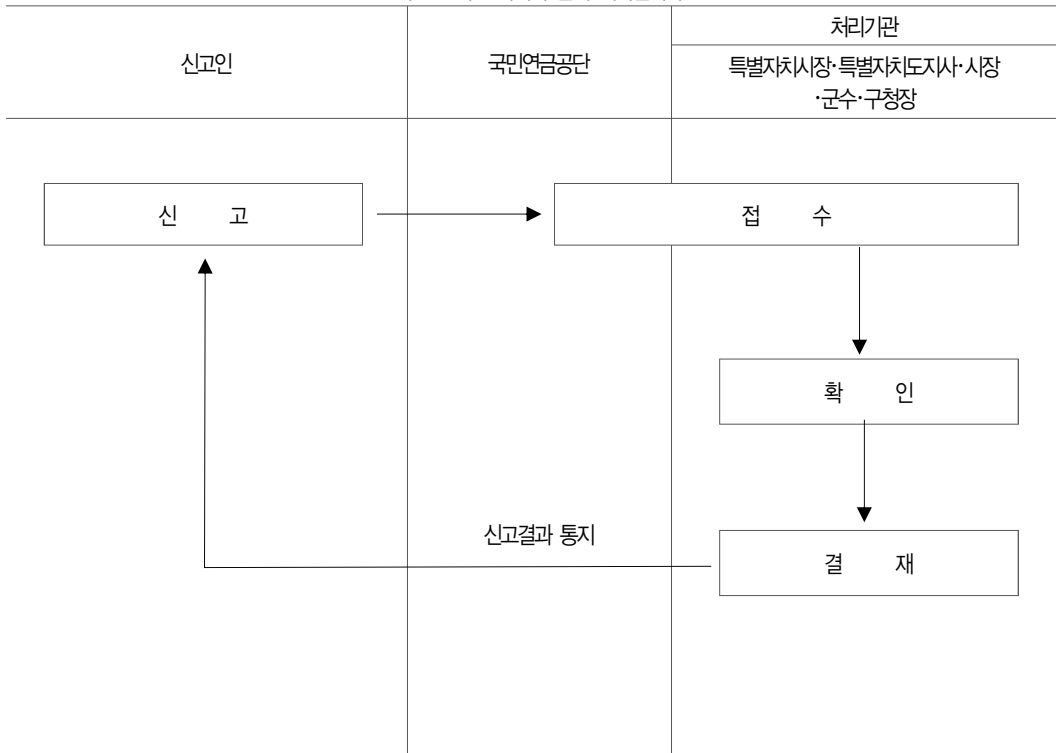 처리기관
신고인
국민연금공단
특별자치시장·특별자치도지사·시장
·군수·구청장
신 고
접 수
확 인
신고결과 통지
결 재